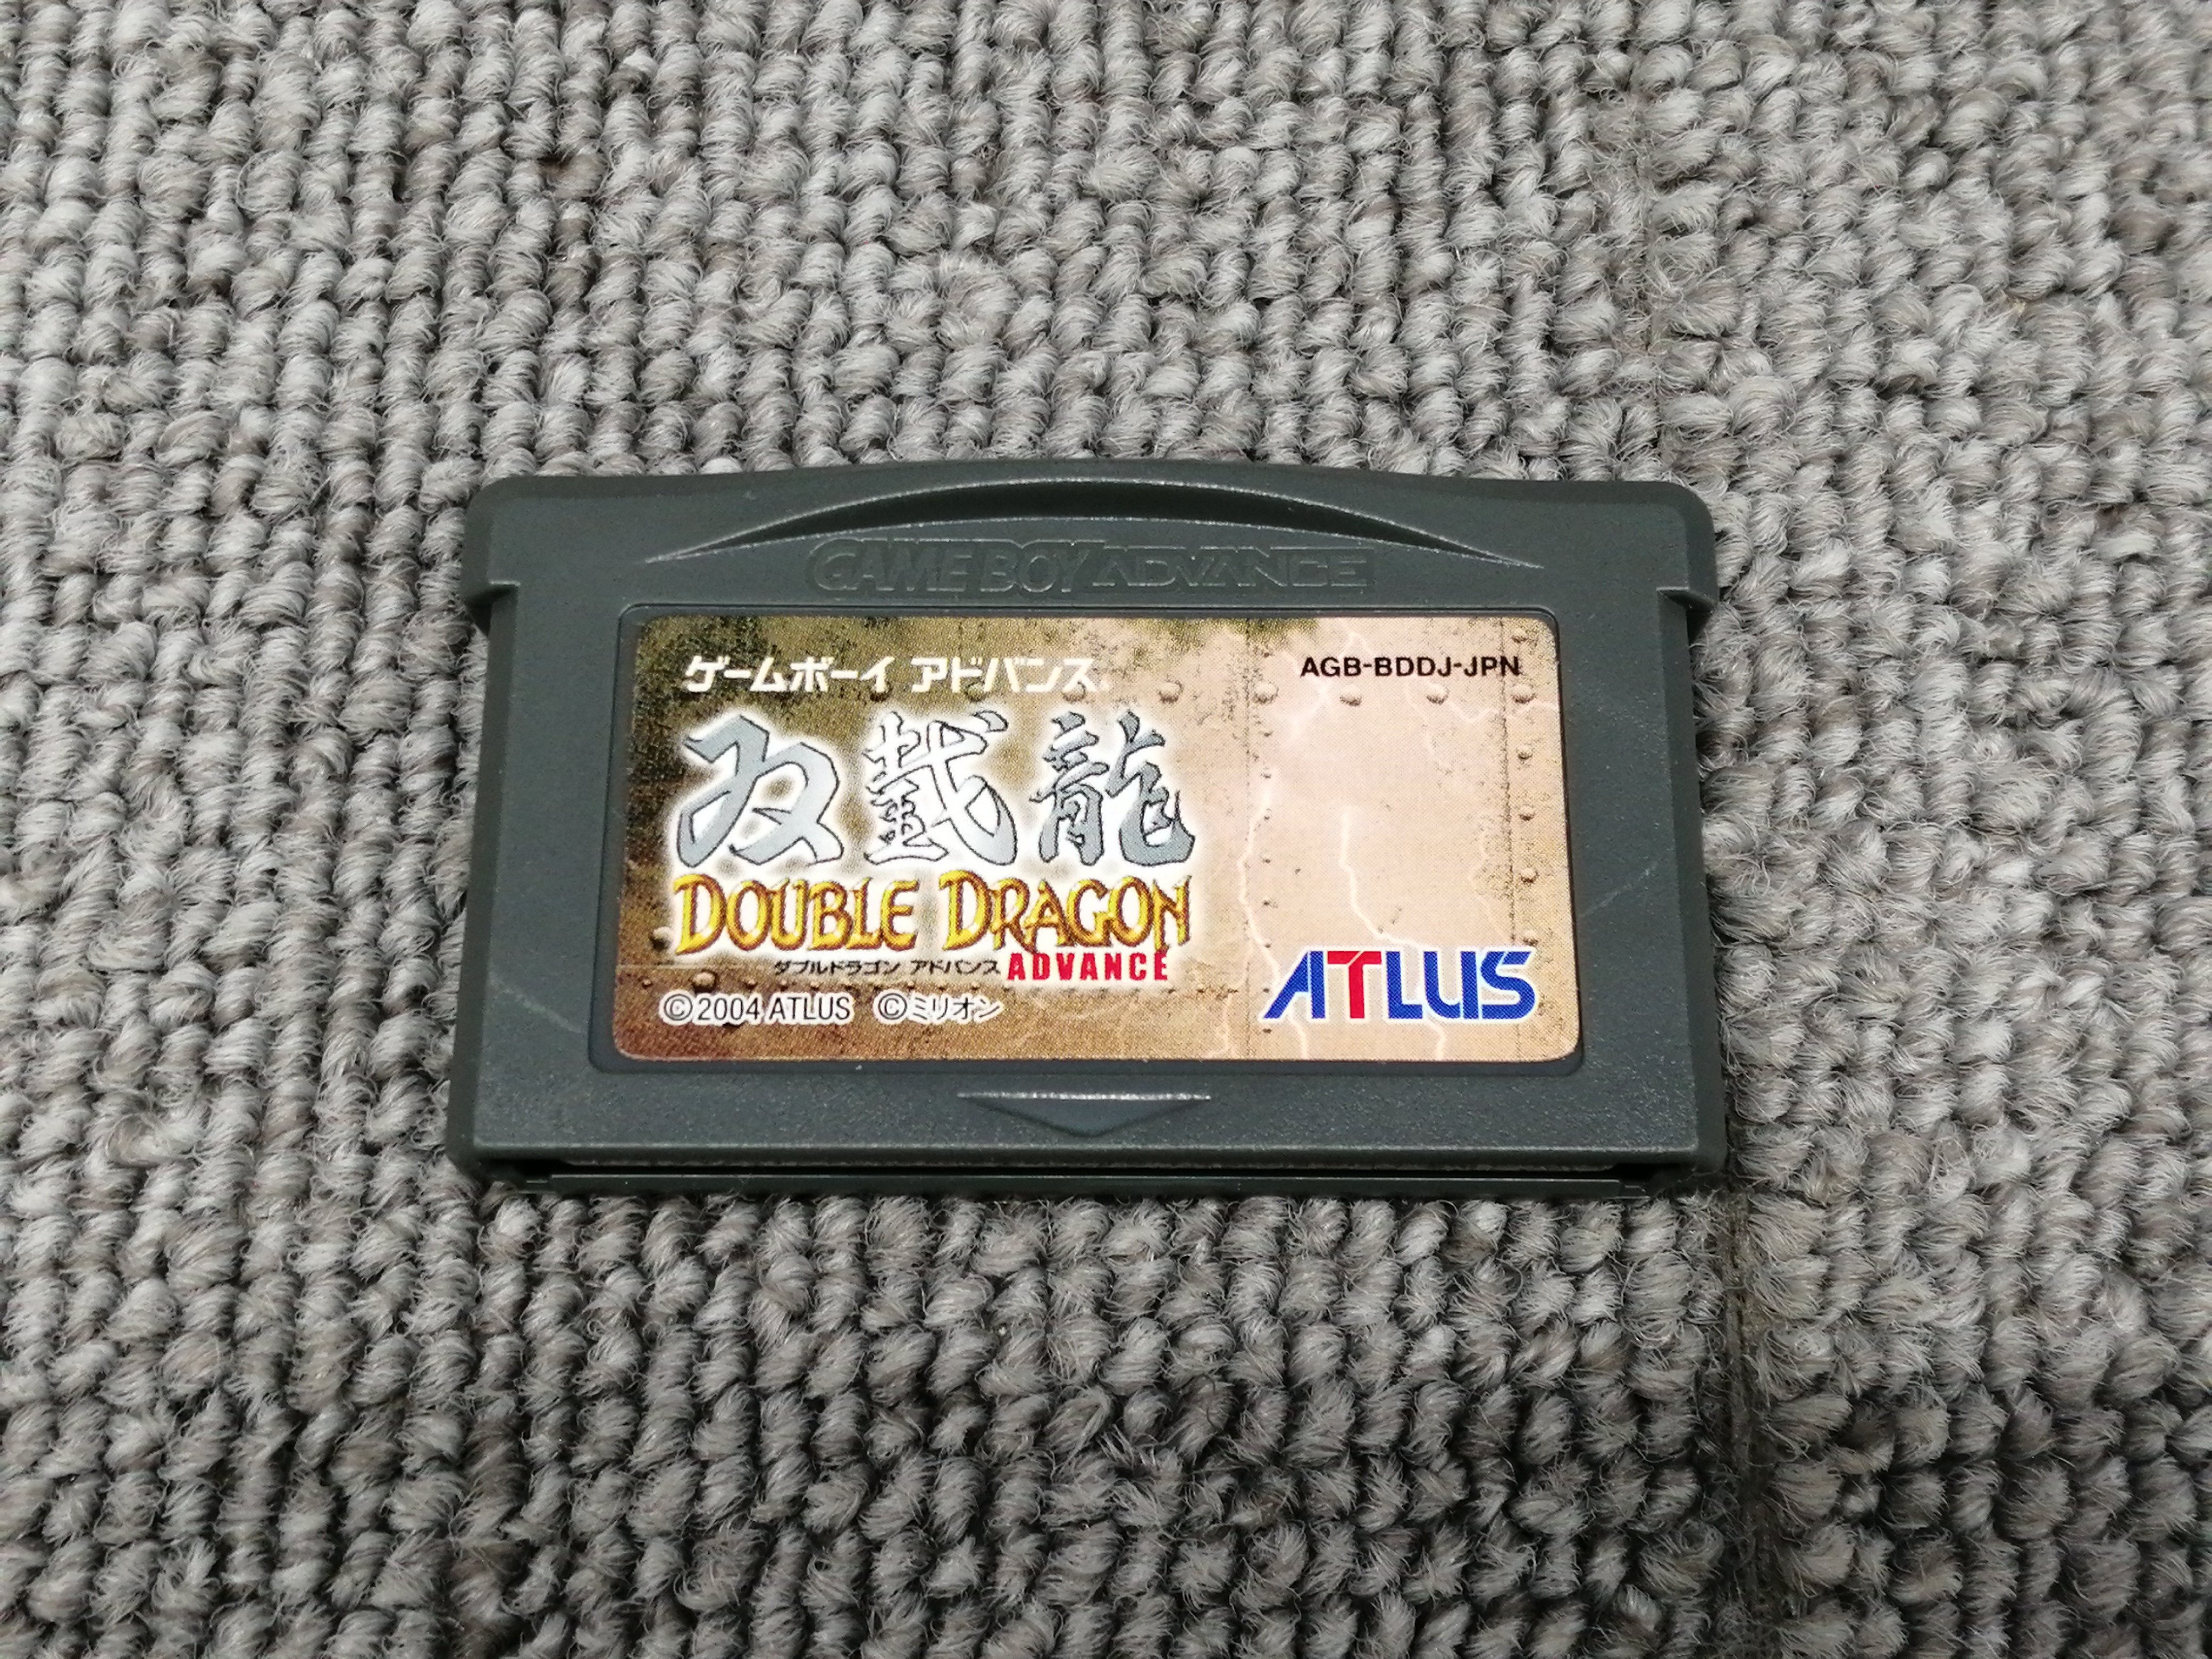 GAME BOY ADVANCE
ゲームボーイ アドバンス
AGB-BDDJ-JPN
双截龍
DOUBLE DRAGON
ダブルドラゴン アドバンス ADVANCE
©2004 ATLUS ©ミリオン
ATLUS